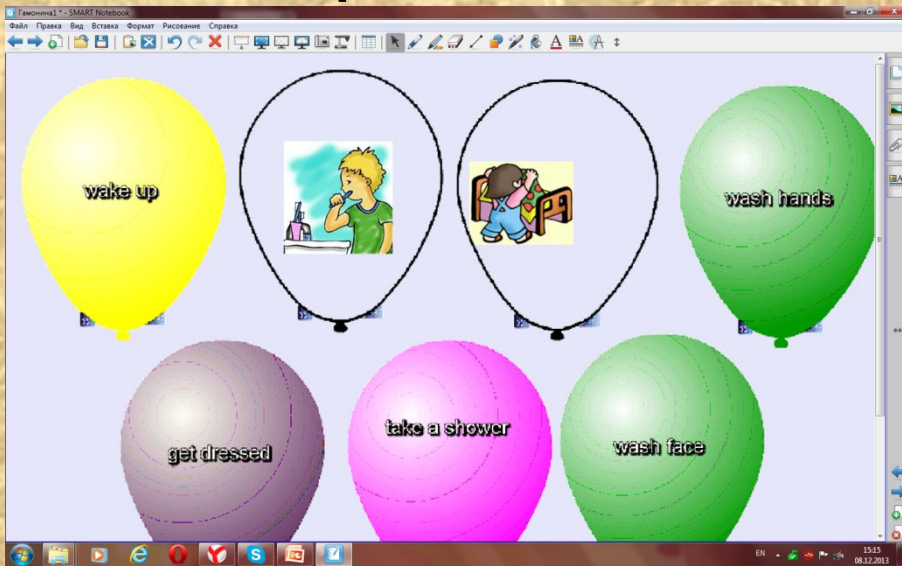 Гамонина1 * - SMART Notebook
Файл Правка Вид Вставка Формат Рисование Справка
wake up
wash hands
get dressed
take a shower
wash face
EN
15:15
08.12.2013